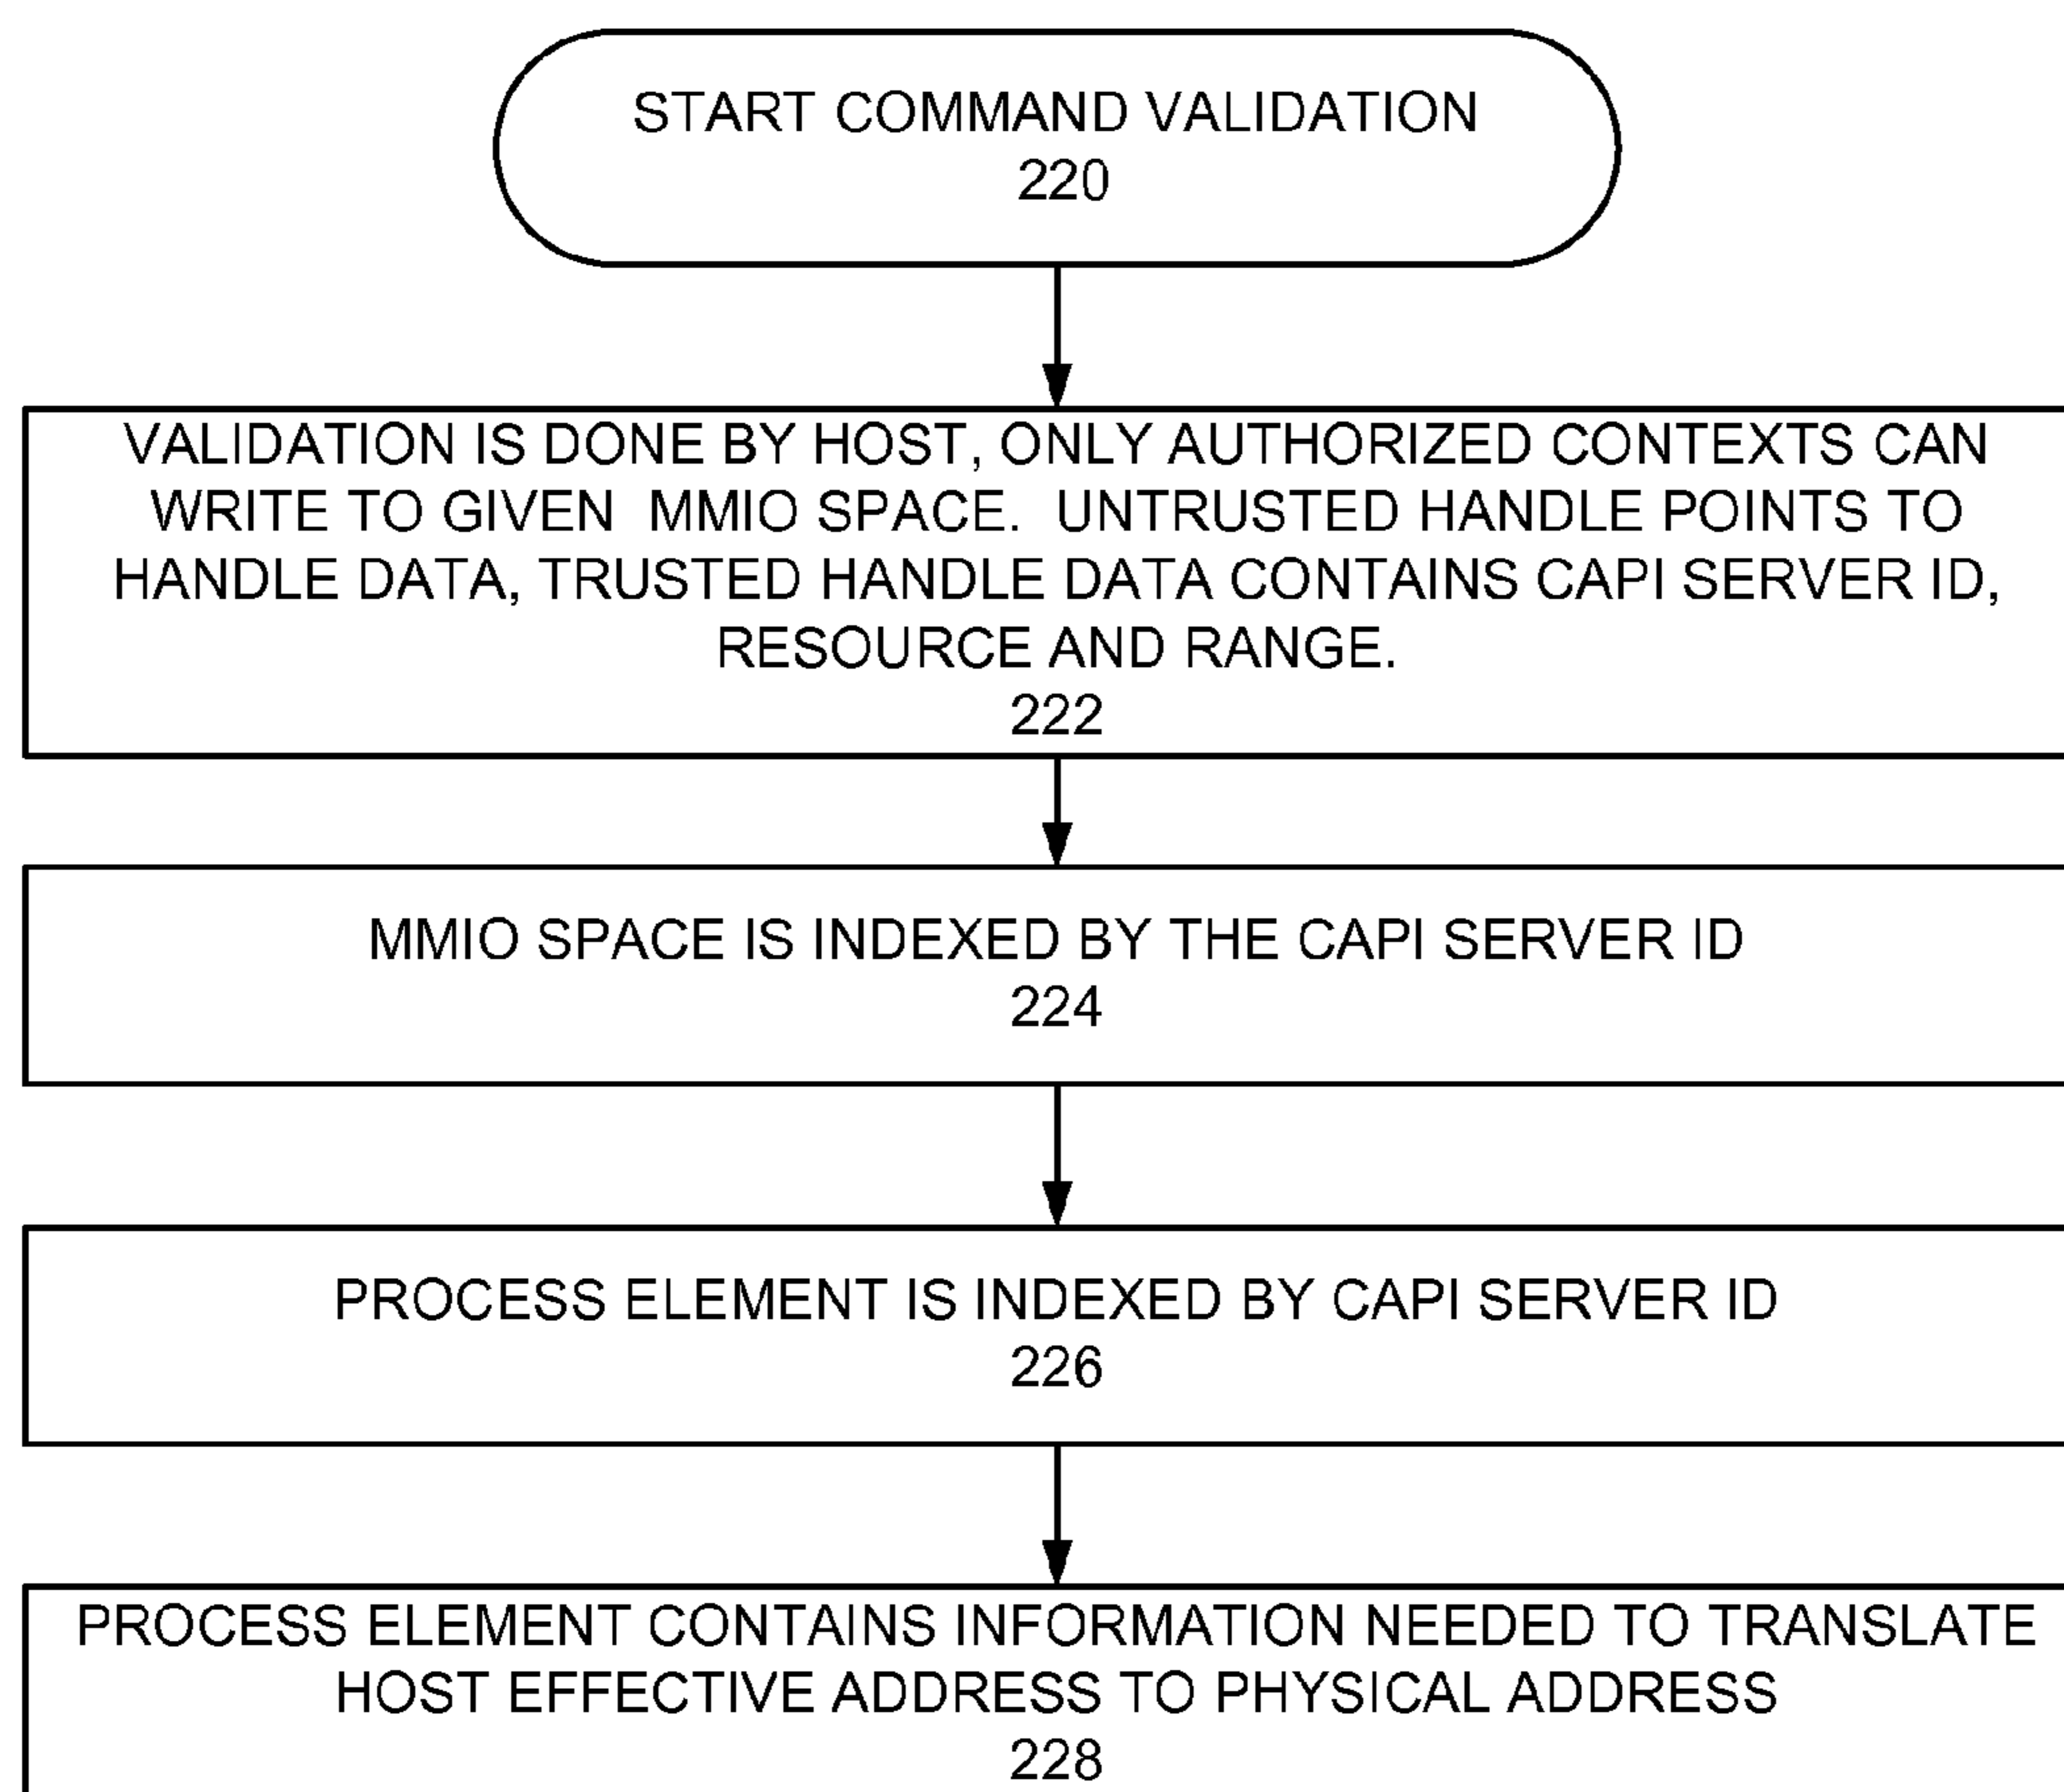 START COMMAND VALIDATION
220
VALIDATION IS DONE BY HOST, ONLY AUTHORIZED CONTEXTS CAN
WRITE TO GIVEN MMIO SPACE. UNTRUSTED HANDLE POINTS TO
HANDLE DATA, TRUSTED HANDLE DATA CONTAINS CAPI SERVER ID,
RESOURCE AND RANGE.
222
MMIO SPACE IS INDEXED BY THE CAPI SERVER ID
224
PROCESS ELEMENT IS INDEXED BY CAPI SERVER ID
226
PROCESS ELEMENT CONTAINS INFORMATION NEEDED TO TRANSLATE
HOST EFFECTIVE ADDRESS TO PHYSICAL ADDRESS
228